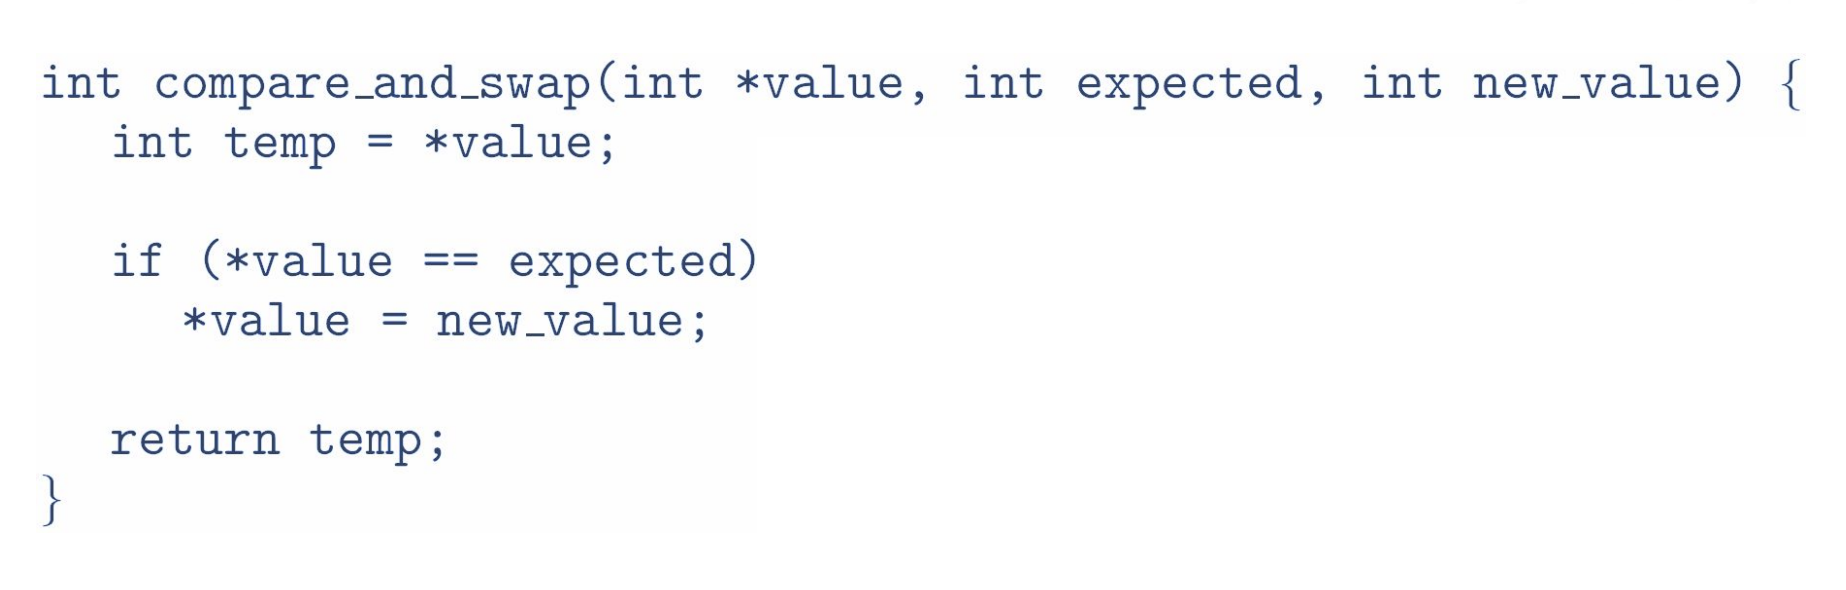 int compare_and_swap(int *value, int expected, int new_value) {
int temp = *value;
if (*value == expected)
*value = new_value;
return temp;
}